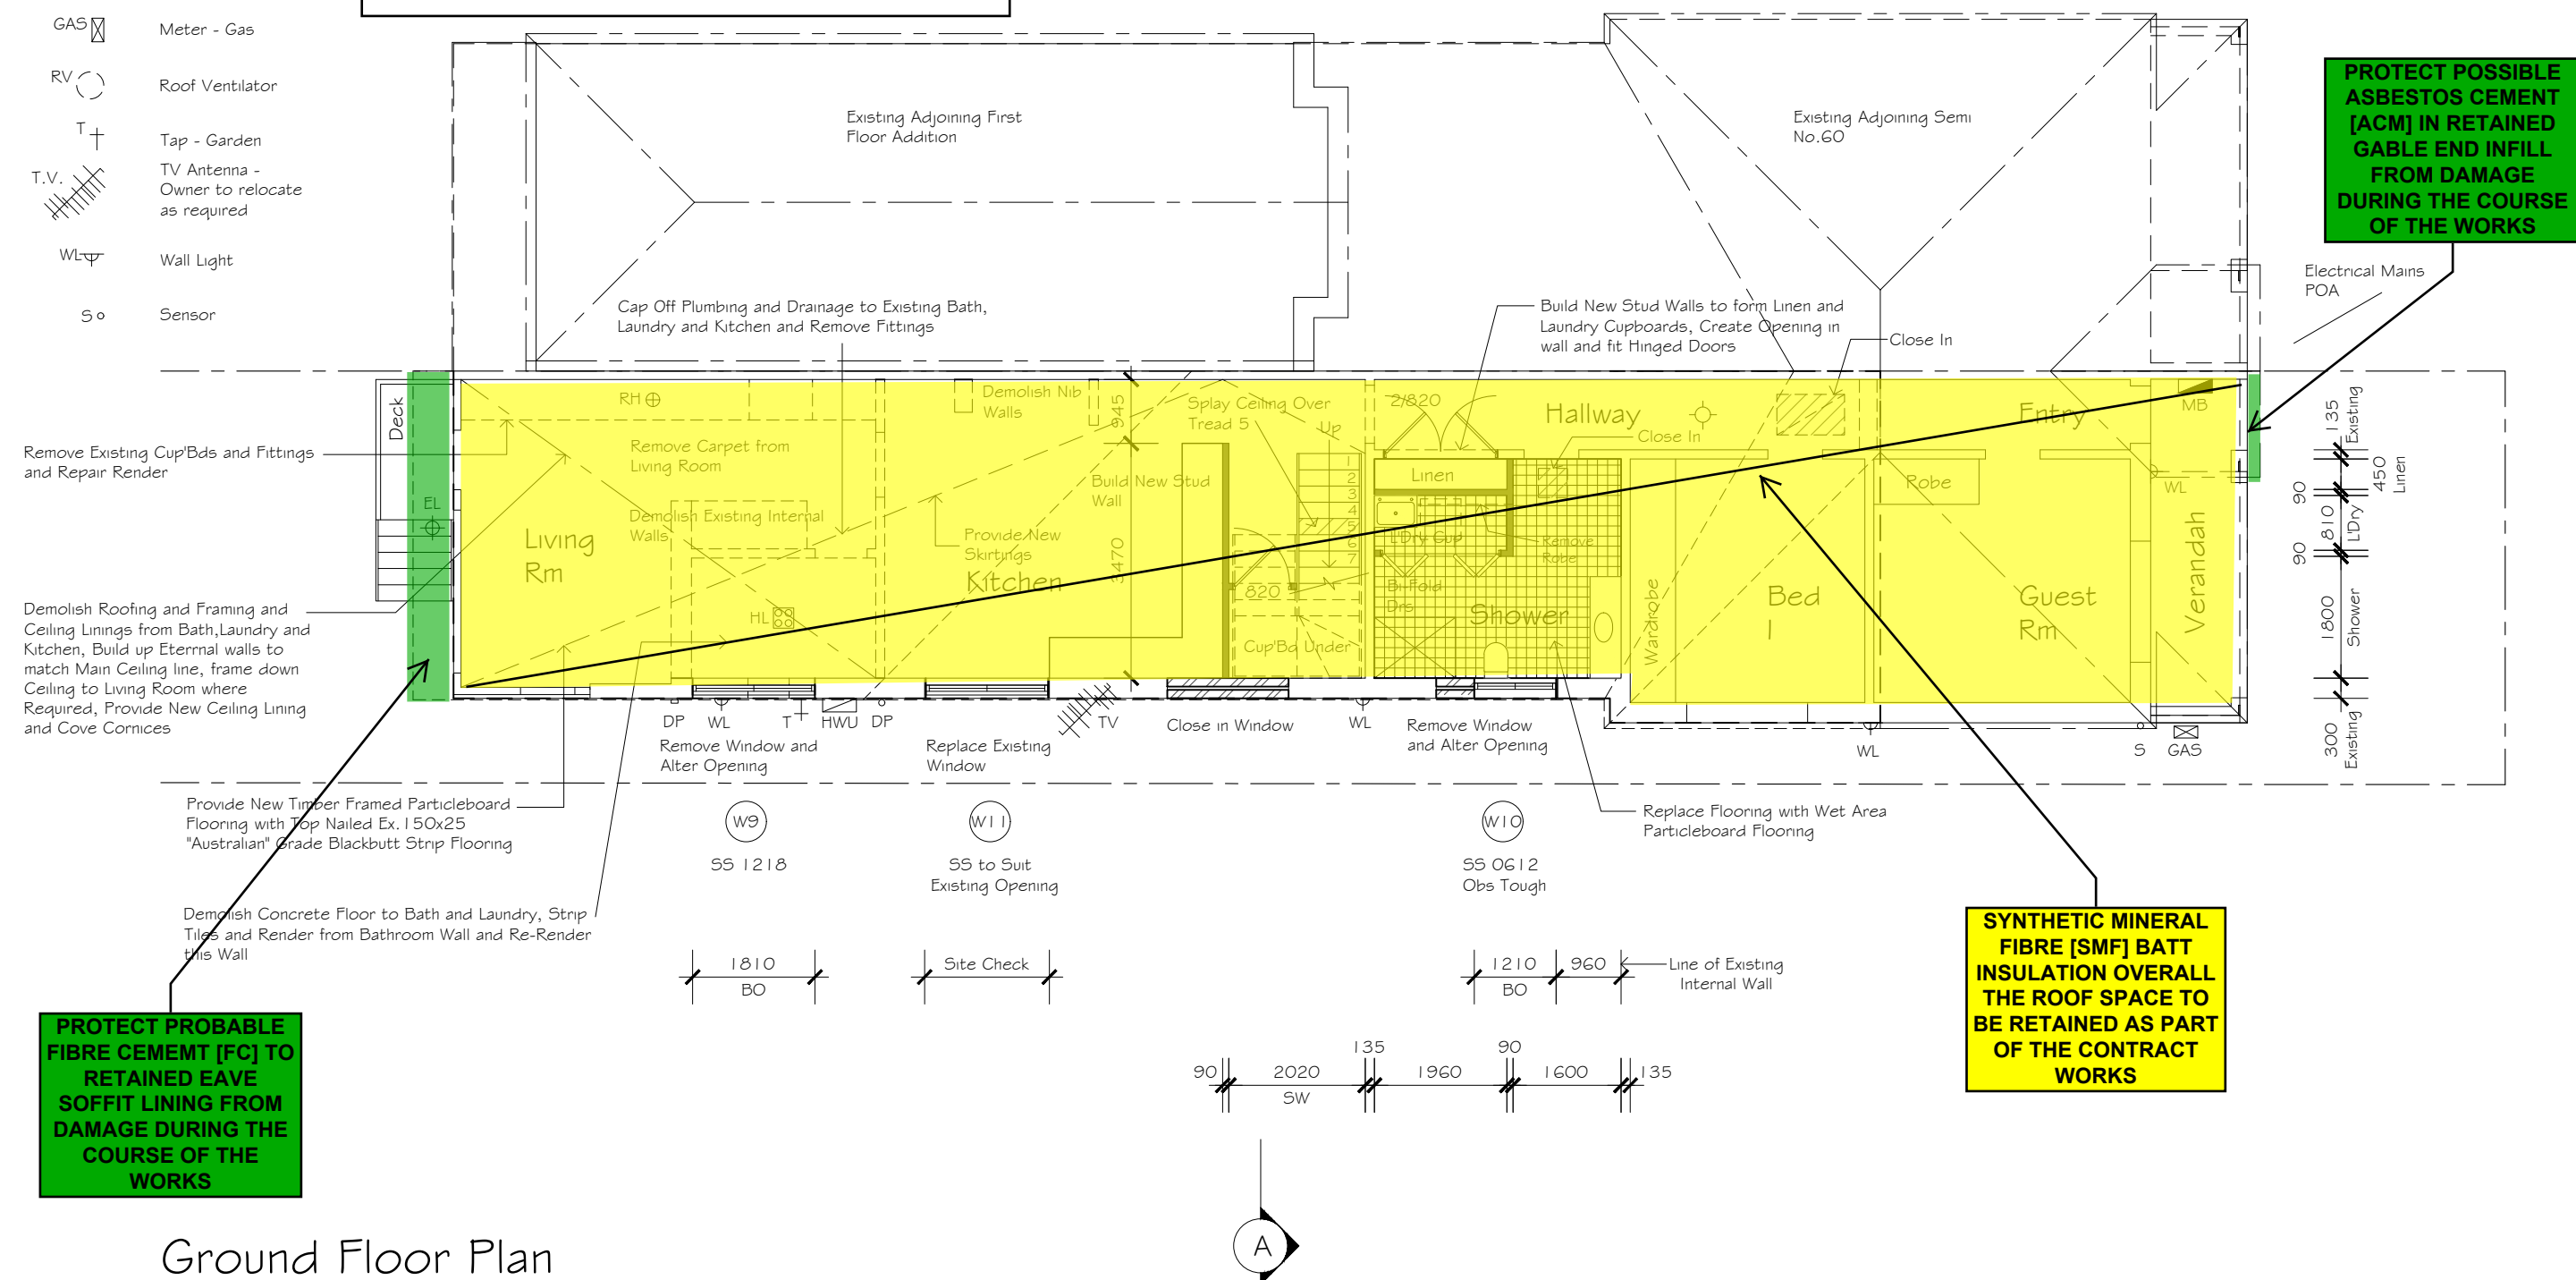 GAS
Meter - Gas
RV
Roof Ventilator
T
Tap - Garden
T.V.
TV Antenna -
Owner to relocate
as required
WL
Wall Light
S
Sensor
Existing Adjoining First
Floor Addition
Existing Adjoining Semi
No.60
PROTECT POSSIBLE
ASBESTOS CEMENT
[ACM] IN RETAINED
GABLE END INFILL
FROM DAMAGE
DURING THE COURSE
OF THE WORKS
Electrical Mains
POA
Cap Off Plumbing and Drainage to Existing Bath,
Laundry and Kitchen and Remove Fittings
Build New Stud Walls to form Linen and
Laundry Cupboards, Create Opening in
wall and fit Hinged Doors
Close In
Deck
RH
Demolish Nib
Walls
945
Splay Ceiling Over
Tread 5
Up
2/820
Hallway
Close In
Entry
MB
Remove Existing Cup'Bds and Fittings
and Repair Render
Remove Carpet from
Living Room
Build New Stud
Wall
Linen
Robe
WL
EL
Demolish Existing Internal
Walls
Living
Rm
Provide New
Skirtings
Kitchen
3470
1
2
3
4
5
6
7
L'Dry Cup
Remove
Robe
820
Bi-Fold
Drs
Shower
Wardrobe
Bed
1
Guest
Rm
Verandah
HL
Cup'Bd Under
135
Existing
450
Linen
90
810
L'Dry
90
1800
Shower
300
Existing
Demolish Roofing and Framing and
Ceiling Linings from Bath,Laundry and
Kitchen, Build up Eternal walls to
match Main Ceiling line, frame down
Ceiling to Living Room where
Required, Provide New Ceiling Lining
and Cove Cornices
DP
WL
T
HWU
DP
TV
WL
WL
S
GAS
Remove Window and
Alter Opening
Replace Existing
Window
Close in Window
Remove Window
and Alter Opening
Provide New Timber Framed Particleboard
Flooring with Top Nailed Ex.150x25
"Australian" Grade Blackbutt Strip Flooring
W9
SS 1218
W11
SS to Suit
Existing Opening
W10
SS 0612
Obs Tough
Replace Flooring with Wet Area
Particleboard Flooring
Demolish Concrete Floor to Bath and Laundry, Strip
Tiles and Render from Bathroom Wall and Re-Render
this Wall
1810
BO
Site Check
1210
BO
960
Line of Existing
Internal Wall
SYNTHETIC MINERAL
FIBRE [SMF] BATT
INSULATION OVERALL
THE ROOF SPACE TO
BE RETAINED AS PART
OF THE CONTRACT
WORKS
PROTECT PROBABLE
FIBRE CEMEMT [FC] TO
RETAINED EAVE
SOFFIT LINING FROM
DAMAGE DURING THE
COURSE OF THE
WORKS
90
2020
SW
135
1960
90
1600
135
A
Ground Floor Plan